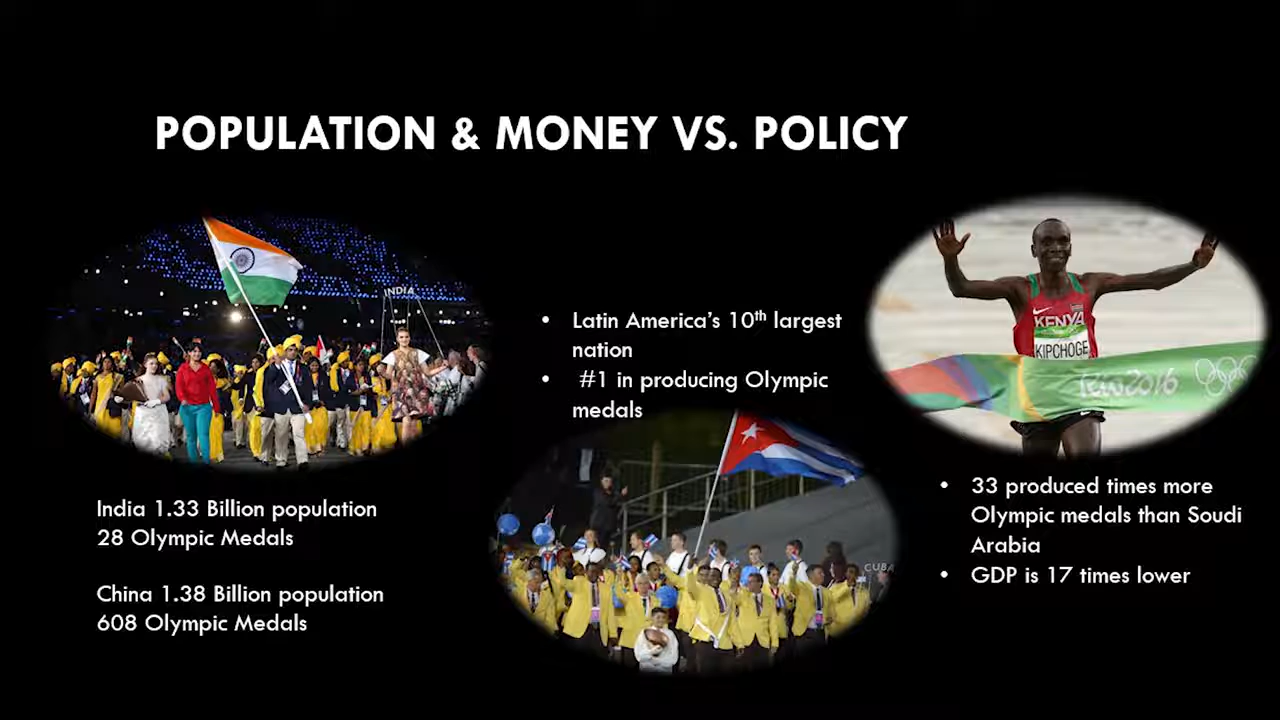 POPULATION & MONEY VS. POLICY
INDIA
India 1.33 Billion population
28 Olympic Medals
China 1.38 Billion population
608 Olympic Medals
• Latin America's 10th largest
nation
• #1 in producing Olympic
medals
CUBA
KENYA
KIPCHOGE
Rio2016
• 33 produced times more
Olympic medals than Soudi
Arabia
• GDP is 17 times lower